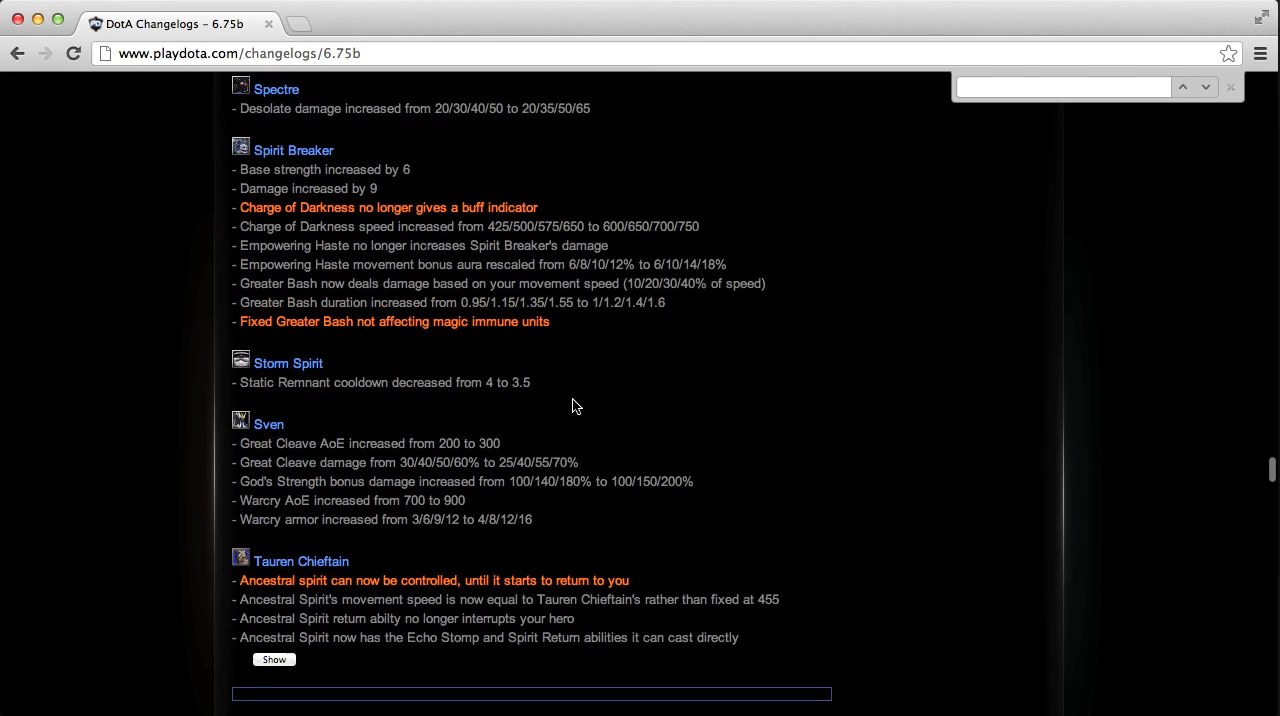 DotA Changelogs - 6.75b
www.playdota.com/changelogs/6.75b
Spectre
- Desolate damage increased from 20/30/40/50 to 20/35/50/65
Spirit Breaker
- Base strength increased by 6
- Damage increased by 9
- Charge of Darkness no longer gives a buff indicator
- Charge of Darkness speed increased from 425/500/575/650 to 600/650/700/750
- Empowering Haste no longer increases Spirit Breaker's damage
- Empowering Haste movement bonus aura rescaled from 6/8/10/12% to 6/10/14/18%
- Greater Bash now deals damage based on your movement speed (10/20/30/40% of speed)
- Greater Bash duration increased from 0.95/1.15/1.35/1.55 to 1/1.2/1.4/1.6
- Fixed Greater Bash not affecting magic immune units
Storm Spirit
- Static Remnant cooldown decreased from 4 to 3.5
Sven
- Great Cleave AoE increased from 200 to 300
- Great Cleave damage from 30/40/50/60% to 25/40/55/70%
- God's Strength bonus damage increased from 100/140/180% to 100/150/200%
- Warcry AoE increased from 700 to 900
- Warcry armor increased from 3/6/9/12 to 4/8/12/16
Tauren Chieftain
- Ancestral spirit can now be controlled, until it starts to return to you
- Ancestral Spirit's movement speed is now equal to Tauren Chieftain's rather than fixed at 455
- Ancestral Spirit return abilty no longer interrupts your hero
- Ancestral Spirit now has the Echo Stomp and Spirit Return abilities it can cast directly
Show